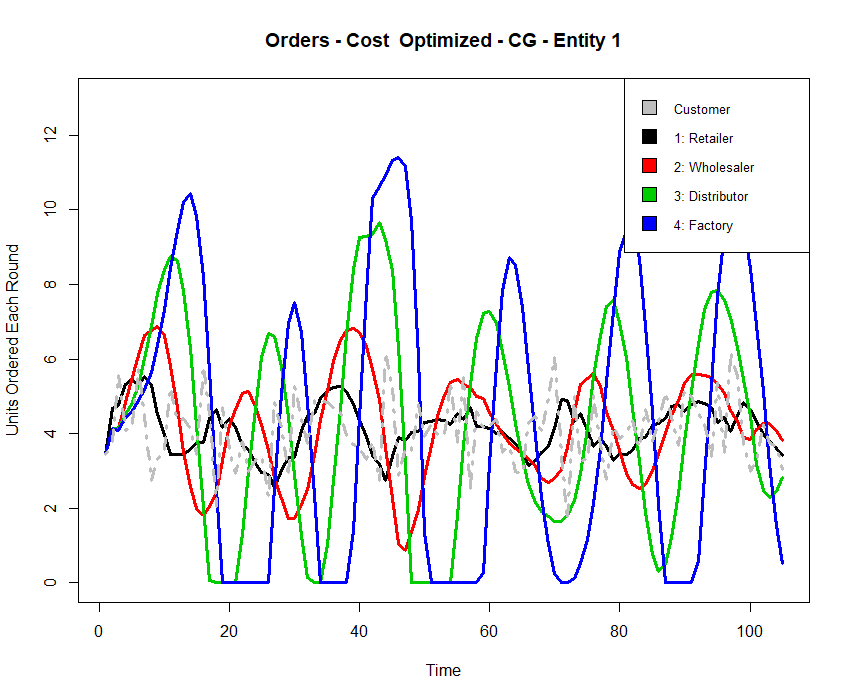 Orders - Cost  Optimized - CG - Entity 1
Units Ordered Each Round
12
10
8
6
4
2
0
0 20 40 60 80 100
Time
Customer
1: Retailer
2: Wholesaler
3: Distributor
4: Factory